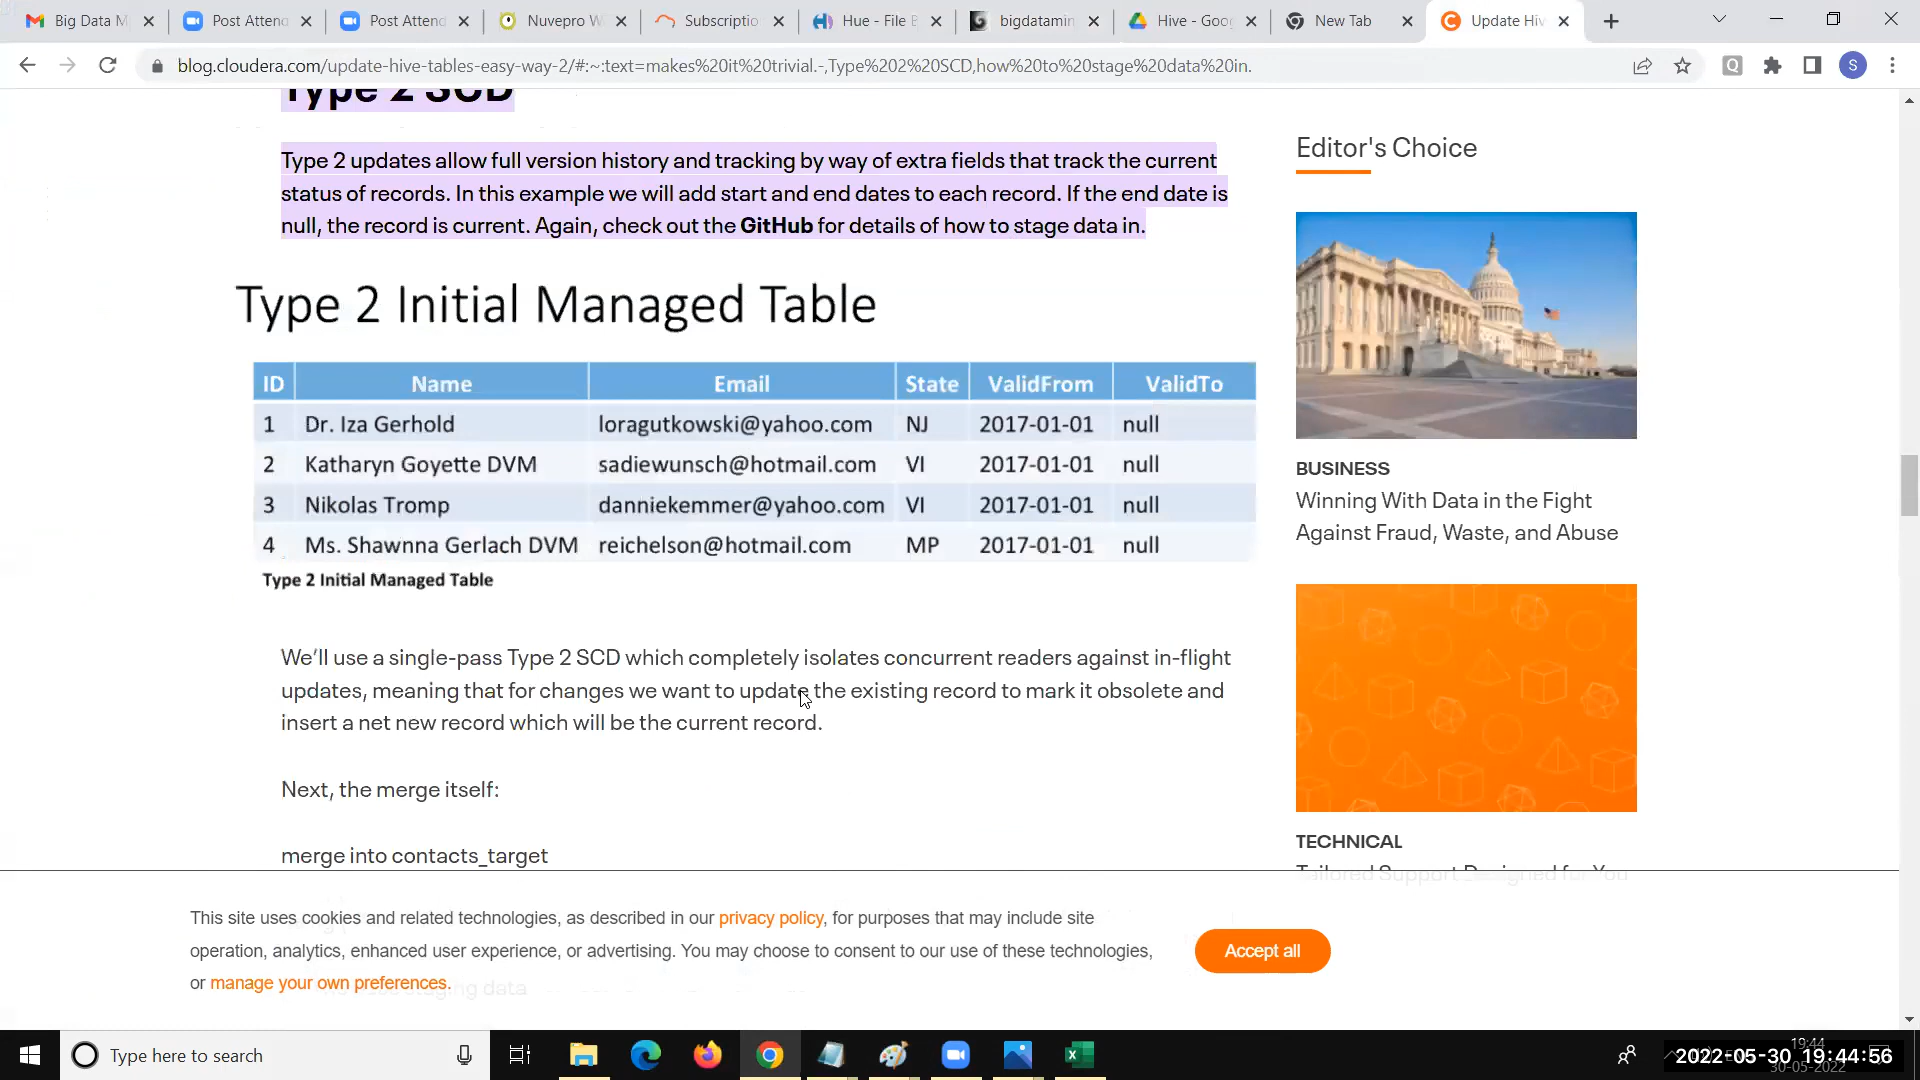 Big Data M
Post Attend
Post Attend
Nuvepro W
Subscriptio
Hue - File B
bigdatamin
Hive - Goog
New Tab
Update Hiv
blog.cloudera.com/update-hive-tables-easy-way-2/#:~:text=makes%20it%20trivial.-,Type%202%20SCD,how%20to%20stage%20data%20in.
Q
S
Type 2 SCD
Type 2 updates allow full version history and tracking by way of extra fields that track the current
status of records. In this example we will add start and end dates to each record. If the end date is
null, the record is current. Again, check out the GitHub for details of how to stage data in.
Type 2 Initial Managed Table
ID Name Email State ValidFrom ValidTo
1 Dr. Iza Gerhold loragutkowski@yahoo.com NJ 2017-01-01 null
2 Katharyn Goyette DVM sadiewunsch@hotmail.com VI 2017-01-01 null
3 Nikolas Tromp danniekemmer@yahoo.com VI 2017-01-01 null
4 Ms. Shawnna Gerlach DVM reichelson@hotmail.com MP 2017-01-01 null
Type 2 Initial Managed Table
We'll use a single-pass Type 2 SCD which completely isolates concurrent readers against in-flight
updates, meaning that for changes we want to update the existing record to mark it obsolete and
insert a net new record which will be the current record.
Next, the merge itself:
merge into contacts_target
Editor's Choice
BUSINESS
Winning With Data in the Fight
Against Fraud, Waste, and Abuse
TECHNICAL
Tailored Support Designed for You
This site uses cookies and related technologies, as described in our privacy policy, for purposes that may include site
operation, analytics, enhanced user experience, or advertising. You may choose to consent to our use of these technologies,
or manage your own preferences.
Accept all
Type here to search
19:44
2022-05-30 19:44:56
30-05-2022